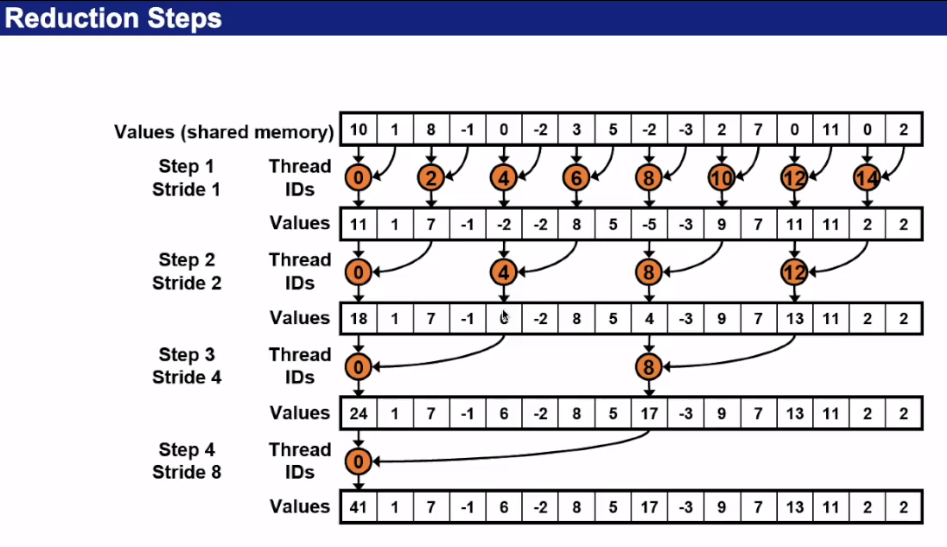 Reduction Steps
Values (shared memory) 10 1 8 -1 0 -2 3 5 -2 -3 2 7 0 11 0 2
Step 1 Thread 0 2 4 6 8 10 12 14
Stride 1 IDs
Values 11 1 7 -1 -2 -2 8 5 -5 -3 9 7 11 11 2 2
Step 2 Thread 0 4 8 12
Stride 2 IDs
Values 18 1 7 -1 -2 8 5 4 -3 9 7 13 11 2 2
Step 3 Thread 0 8
Stride 4 IDs
Values 24 1 7 -1 6 -2 8 5 17 -3 9 7 13 11 2 2
Step 4 Thread 0
Stride 8 IDs
Values 41 1 7 -1 6 -2 8 5 17 -3 9 7 13 11 2 2